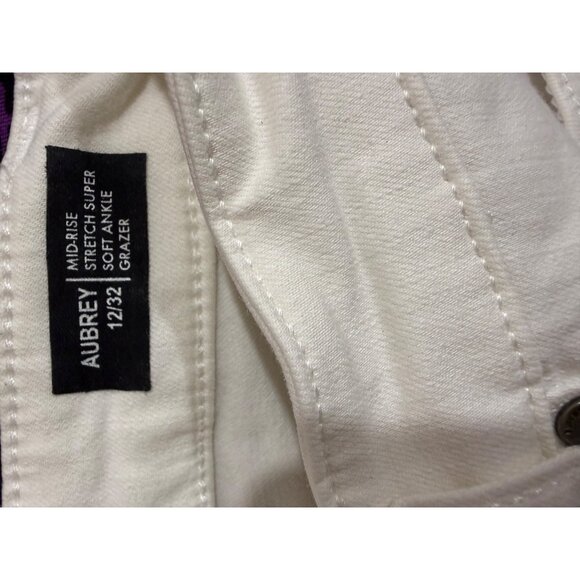 AUBREY
12/32
MID-RISE
STRETCH SUPER
SOFT ANKLE
GRAZER